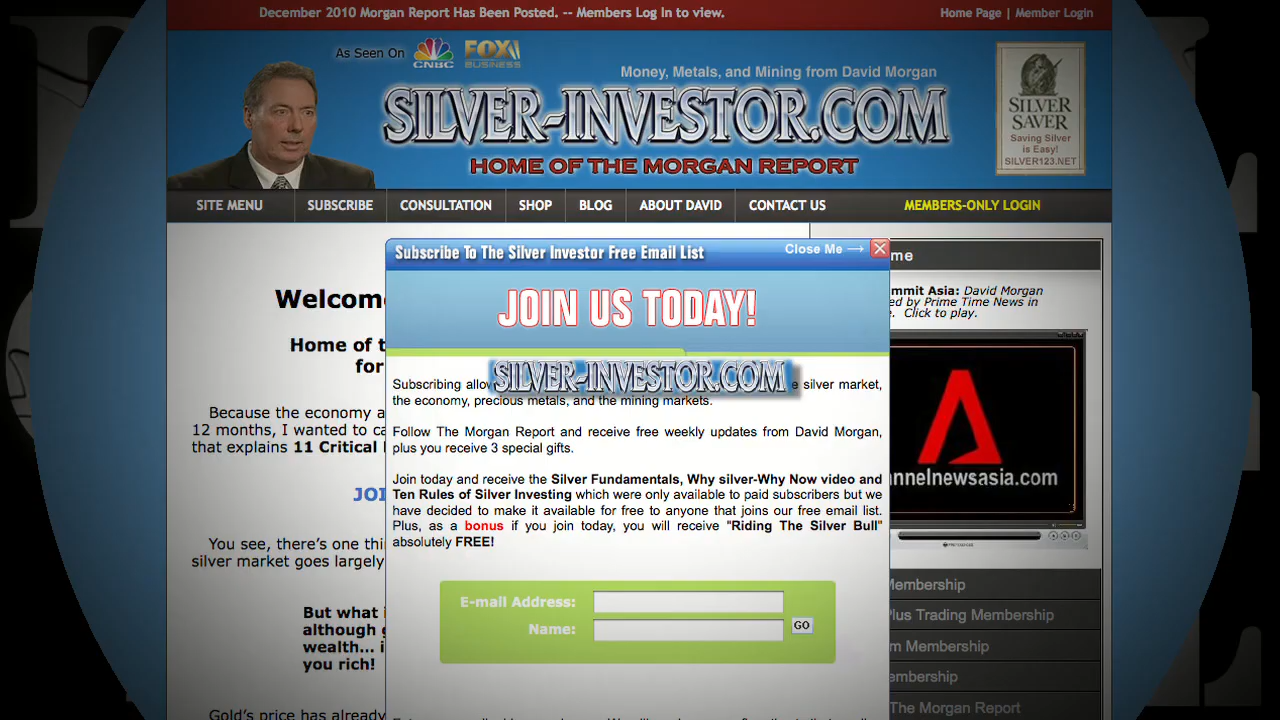 December 2010 Morgan Report Has Been Posted. -- Members Log In to view.
Home Page | Member Login
As Seen On
CNBC
FOX
BUSINESS
Money, Metals, and Mining from David Morgan
SILVER-INVESTOR.COM
HOME OF THE MORGAN REPORT
SILVER
SAVER
Saving Silver
is Easy!
SILVER123.NET
SITE MENU
SUBSCRIBE
CONSULTATION
SHOP
BLOG
ABOUT DAVID
CONTACT US
MEMBERS-ONLY LOGIN
Subscribe To The Silver Investor Free Email List
Close Me →
JOIN US TODAY!
SILVER-INVESTOR.COM
Subscribing allow silver market,
the economy, precious metals, and the mining markets.
Follow The Morgan Report and receive free weekly updates from David Morgan,
plus you receive 3 special gifts.
Join today and receive the Silver Fundamentals, Why silver-Why Now video and
Ten Rules of Silver Investing which were only available to paid subscribers but we
have decided to make it available for free to anyone that joins our free email list.
Plus, as a bonus if you join today, you will receive "Riding The Silver Bull"
absolutely FREE!
E-mail Address:
Name:
GO
Welcome
Home of t
for
Because the economy a
12 months, I wanted to ca
that explains 11 Critical
JOI
You see, there's one thi
silver market goes largely
But what i
although g
wealth... i
you rich!
Gold's price has already
me
mmit Asia: David Morgan
ed by Prime Time News in
e. Click to play.
nnelnewsasia.com
Membership
Plus Trading Membership
m Membership
embership
The Morgan Report